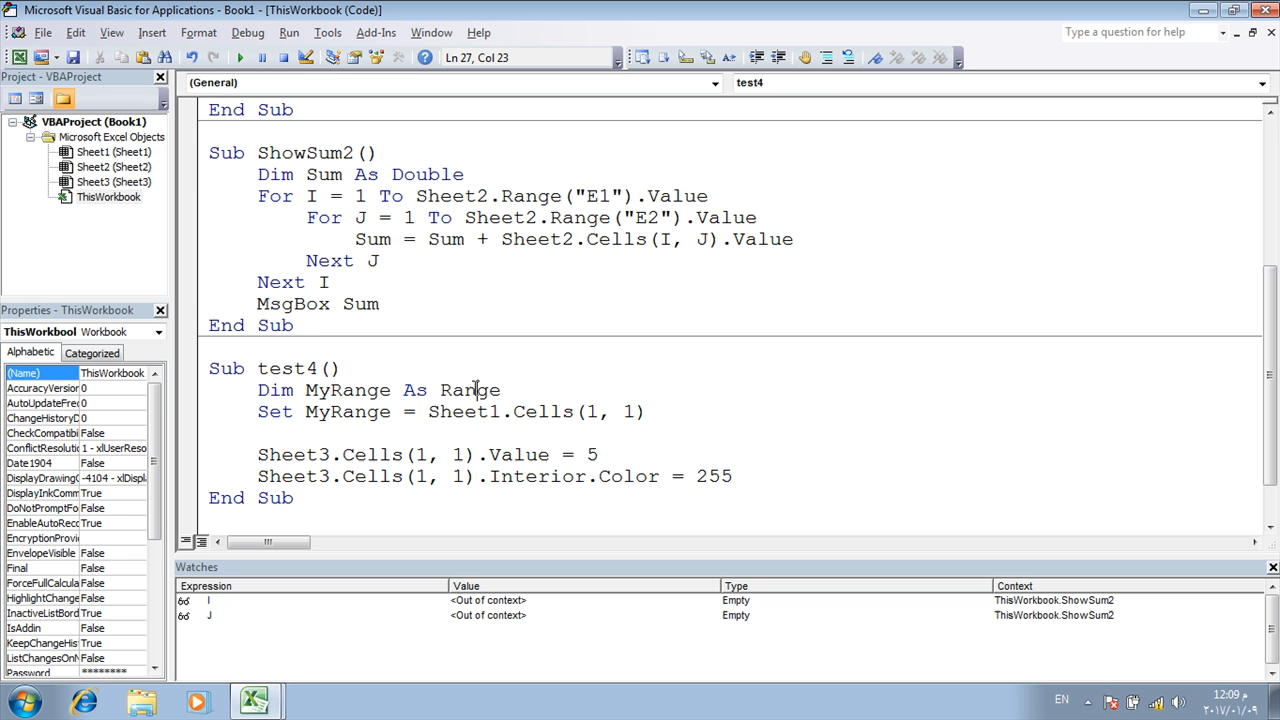 Microsoft Visual Basic for Applications - Book1 - [ThisWorkbook (Code)]
File Edit View Insert Format Debug Run Tools Add-Ins Window Help
Type a question for help
Ln 27, Col 23
Project - VBAProject
(General)
test4
VBAProject (Book1)
Microsoft Excel Objects
Sheet1 (Sheet1)
Sheet2 (Sheet2)
Sheet3 (Sheet3)
ThisWorkbook
End Sub
Sub ShowSum2()
Dim Sum As Double
For I = 1 To Sheet2.Range("E1").Value
For J = 1 To Sheet2.Range("E2").Value
Sum = Sum + Sheet2.Cells(I, J).Value
Next J
Next I
MsgBox Sum
End Sub
Sub test4()
Dim MyRange As Range
Set MyRange = Sheet1.Cells(1, 1)
Sheet3.Cells(1, 1).Value = 5
Sheet3.Cells(1, 1).Interior.Color = 255
End Sub
Properties - ThisWorkbook
ThisWorkbool Workbook
Alphabetic Categorized
(Name) ThisWorkbook
AccuracyVersion 0
AutoUpdateFrec 0
ChangeHistoryD 0
CheckCompatibi False
ConflictResolutio 1 - xlUserReso
Date1904 False
DisplayDrawingO -4104 - xlDispl
DisplayInkComm True
DoNotPromptFo False
EnableAutoReco True
EncryptionProvid
EnvelopeVisible False
Final False
ForceFullCalcula False
HighlightChange False
InactiveListBord True
IsAddin False
KeepChangeHist True
ListChangesOnN False
Password ********
Watches
Expression Value Type Context
I <Out of context> Empty ThisWorkbook.ShowSum2
J <Out of context> Empty ThisWorkbook.ShowSum2
EN
12:09 م
٢٠١٧/٠١/٠٩